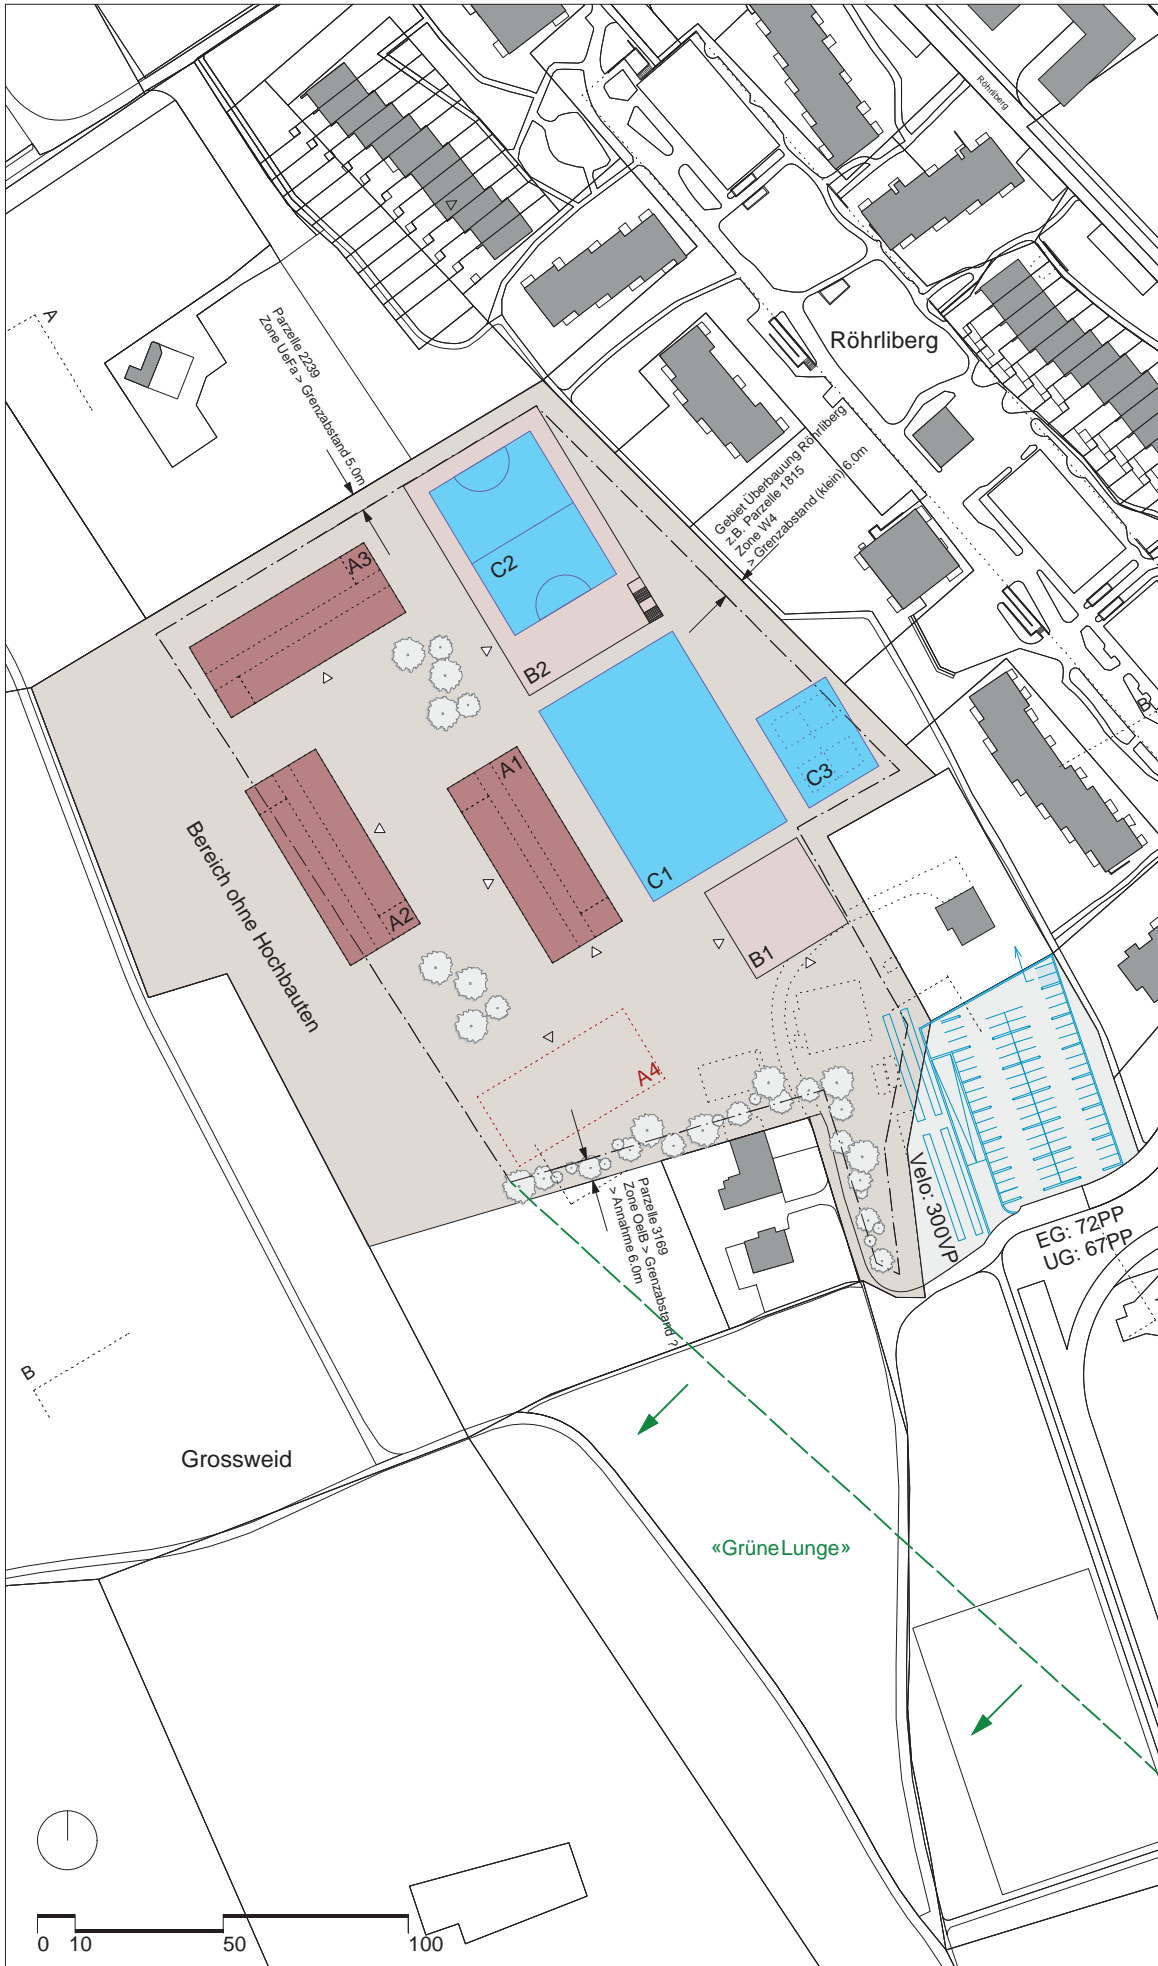 Röhrliberg
A
Röhrliberg
Parzelle 2239
Zone UeFa > Grenzabstand 5.0m
Gebiet Überbauung Röhrliberg
z.B. Parzelle 1815
Zone W4
> Grenzabstand (klein) 6.0m
A3
C2
B2
B
A1
C3
Bereich ohne Hochbauten
C1
A2
B1
A4
Parzelle 3169
Zone OeIB > Grenzabstand ?
> Annahme 6.0m
Velo: 300VP
EG: 72PP
UG: 67PP
B
Grossweid
«GrüneLunge»
0 10 50 100